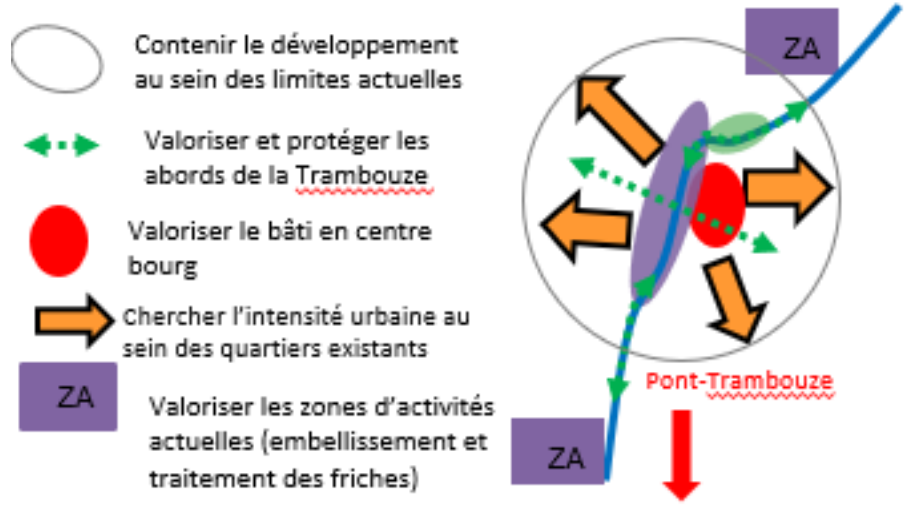 Contenir le développement
au sein des limites actuelles
Valoriser et protéger les
abords de la Trambouze
Valoriser le bâti en centre
bourg
Chercher l'intensité urbaine au
sein des quartiers existants
ZA
Valoriser les zones d'activités
actuelles (embellissement et
traitement des friches)
ZA
Pont-Trambouze
ZA